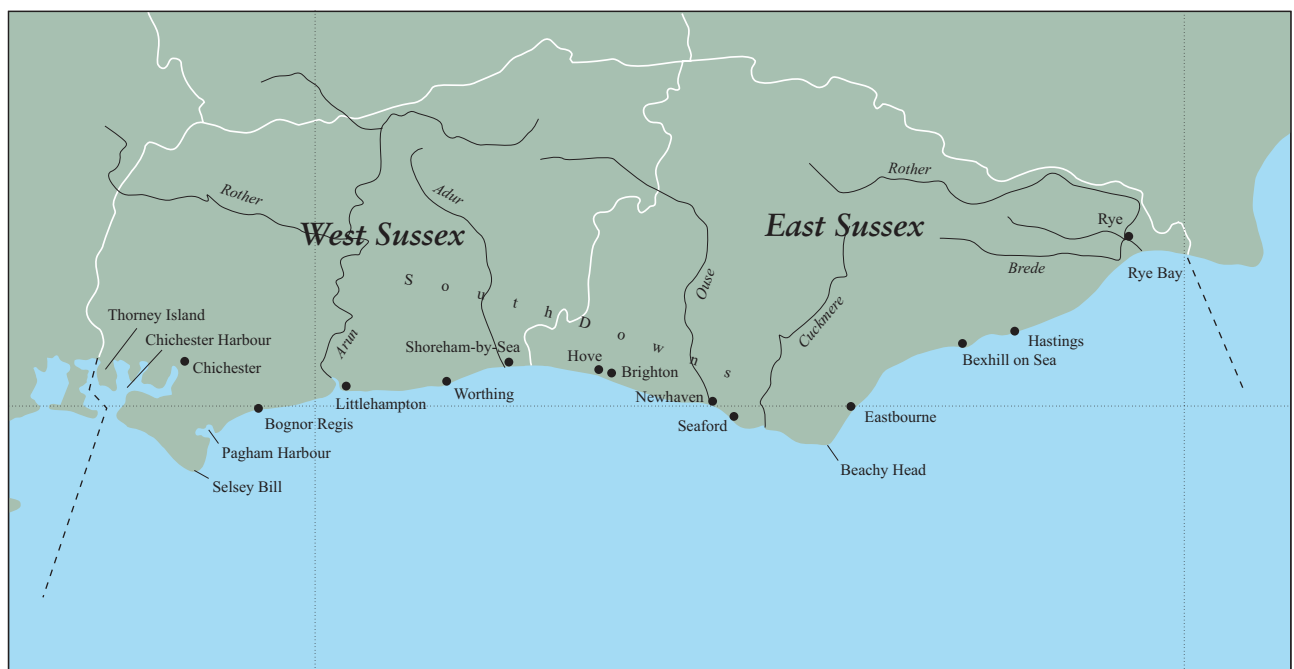 Rother
Adur
Rother
West Sussex
East Sussex
Rye
Brede
Rye Bay
South Downs
Ouse
Cuckmere
Arun
Thorney Island
Chichester Harbour
Chichester
Shoreham-by-Sea
Hove
Brighton
Hastings
Bexhill on Sea
Littlehampton
Worthing
Newhaven
Bognor Regis
Seaford
Eastbourne
Pagham Harbour
Beachy Head
Selsey Bill